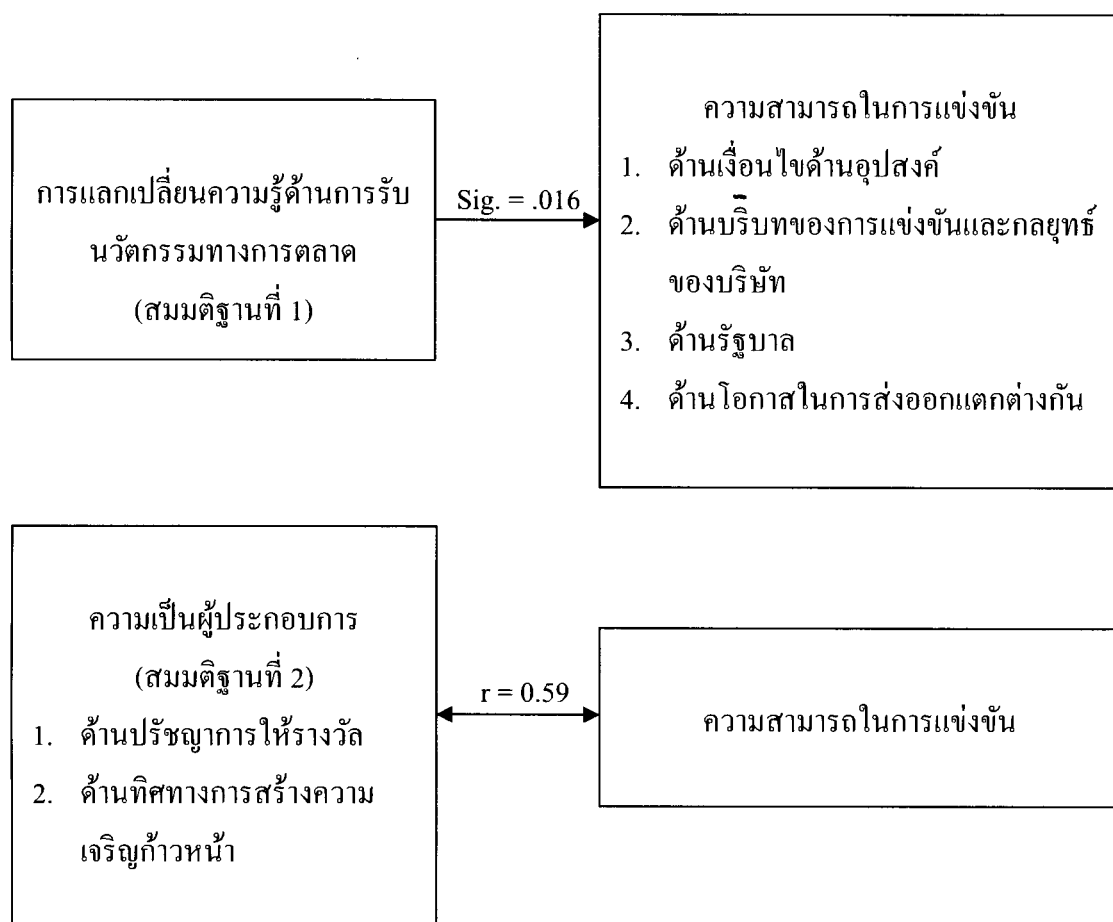 การแลกเปลี่ยนความรู้ด้านการรับ
นวัตกรรมทางการตลาด
(สมมติฐานที่ 1)
Sig. = .016
ความสามารถในการแข่งขัน
1. ด้านเงื่อนไขด้านอุปสงค์
2. ด้านบริบทของการแข่งขันและกลยุทธ์
ของบริษัท
3. ด้านรัฐบาล
4. ด้านโอกาสในการส่งออกแตกต่างกัน
ความเป็นผู้ประกอบการ
(สมมติฐานที่ 2)
1. ด้านปรัชญาการให้รางวัล
2. ด้านทิศทางการสร้างความ
เจริญก้าวหน้า
r = 0.59
ความสามารถในการแข่งขัน